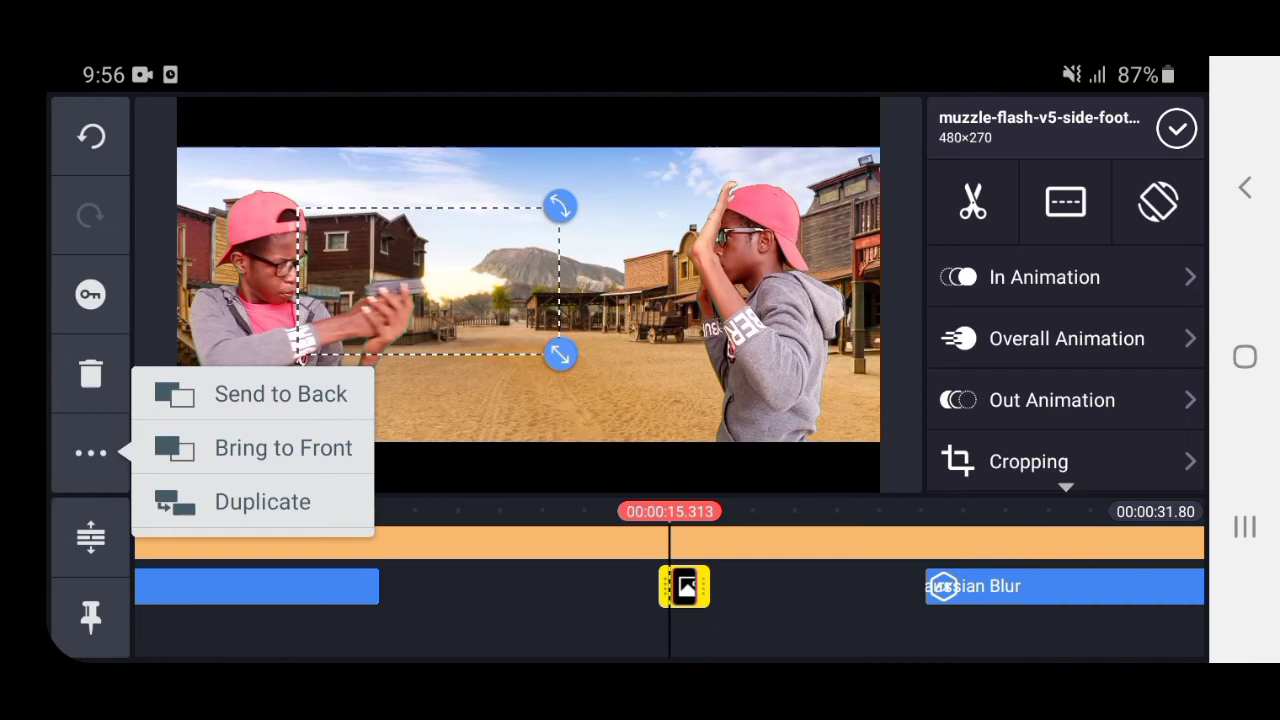 9:56
87%
muzzle-flash-v5-side-foot...
480×270
In Animation
Overall Animation
Out Animation
Cropping
Send to Back
Bring to Front
Duplicate
00:00:15.313
00:00:31.80
aussian Blur